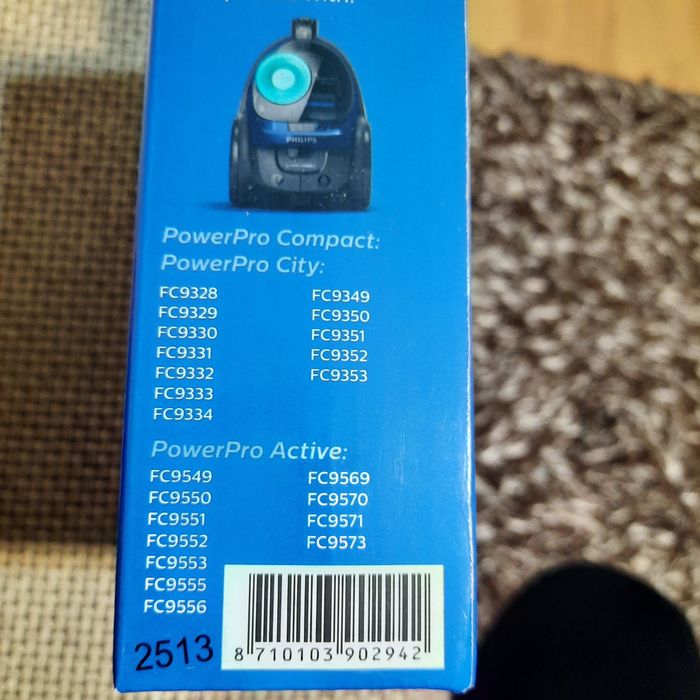 PHILIPS
PowerPro Compact:
PowerPro City:
FC9328
FC9329
FC9330
FC9331
FC9332
FC9333
FC9334
FC9349
FC9350
FC9351
FC9352
FC9353
PowerPro Active:
FC9549
FC9550
FC9551
FC9552
FC9553
FC9555
FC9556
FC9569
FC9570
FC9571
FC9573
2513
8 710103 902942